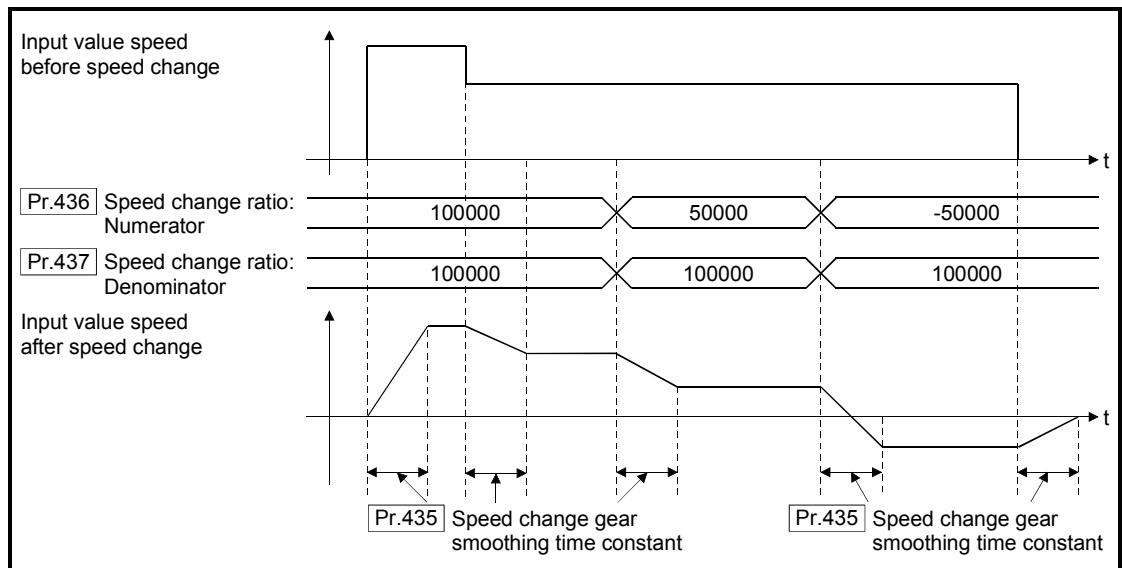 Input value speed
before speed change
t
Pr.436 Speed change ratio:
Numerator
100000 50000 -50000
Pr.437 Speed change ratio:
Denominator
100000 100000 100000
Input value speed
after speed change
t
Pr.435 Speed change gear
smoothing time constant
Pr.435 Speed change gear
smoothing time constant